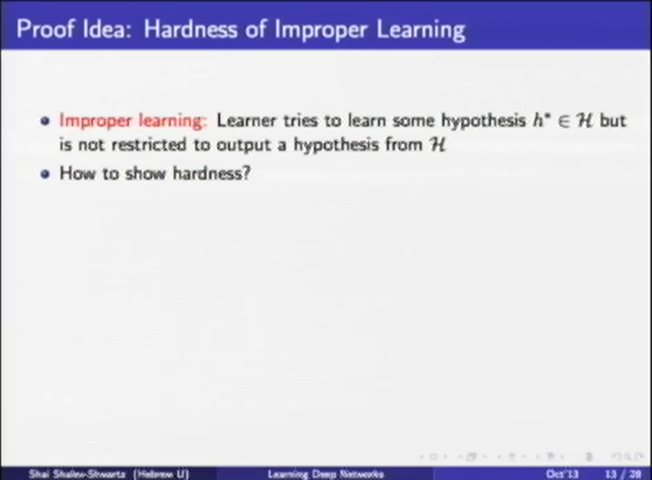 Proof Idea: Hardness of Improper Learning
Improper learning: Learner tries to learn some hypothesis h* ∈ H but
is not restricted to output a hypothesis from H
How to show hardness?
Shai Shalev-Shwartz (Hebrew U)
Learning Deep Networks
Oct'13
13 / 28